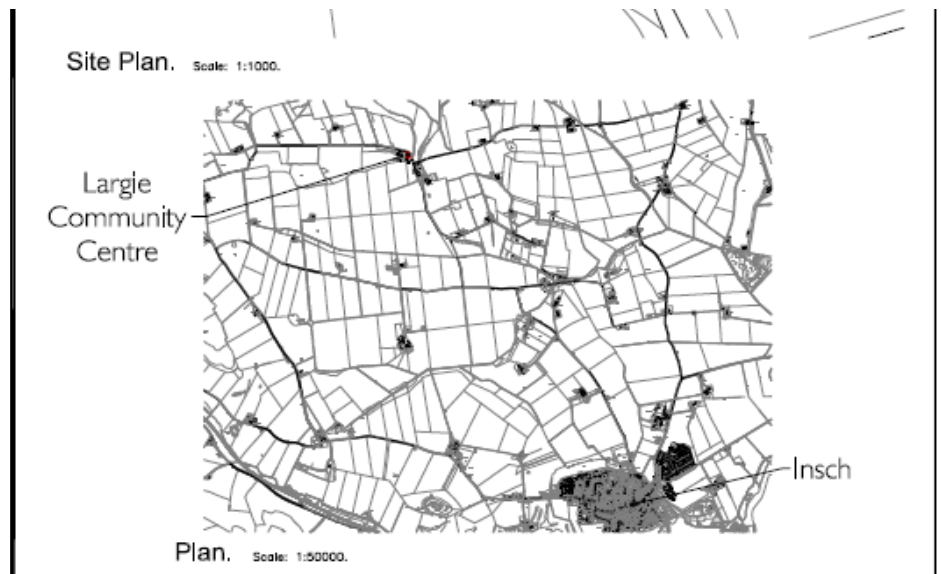 Site Plan. Scale: 1:1000.
Largie
Community
Centre
Insch
Plan. Scale: 1:50000.